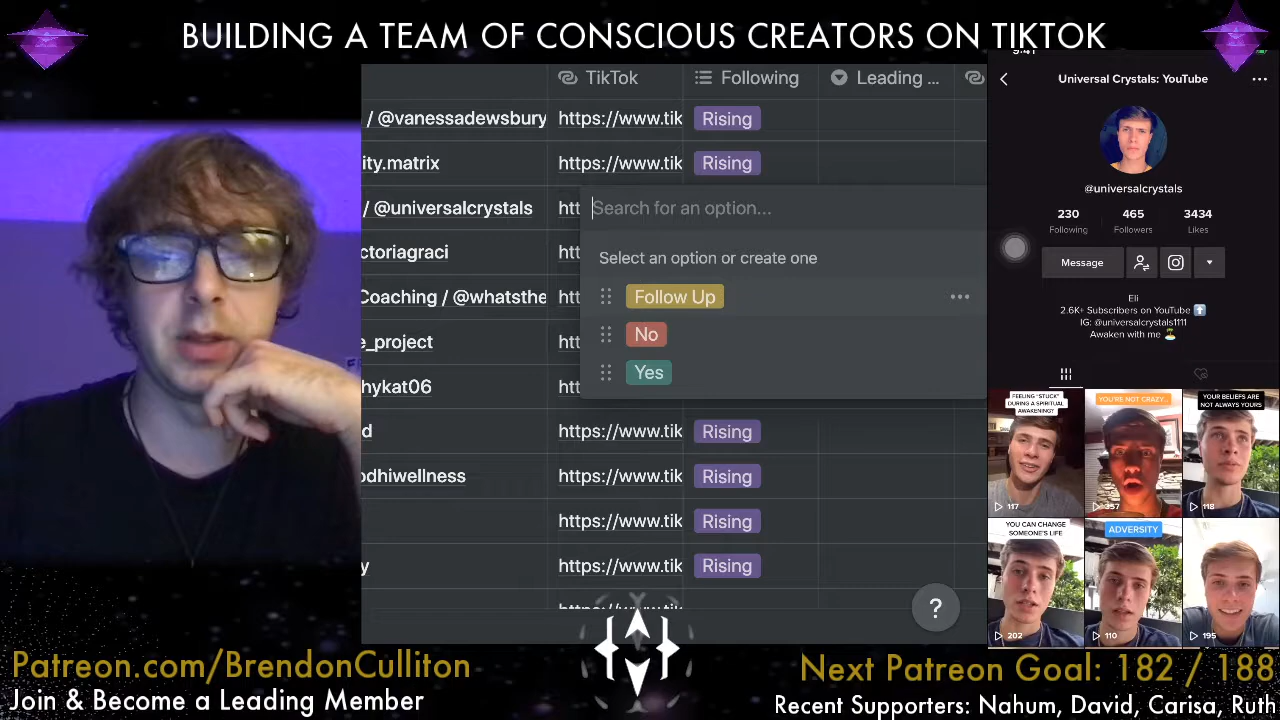 BUILDING A TEAM OF CONSCIOUS CREATORS ON TIKTOK
TikTok
Following
Leading ...
/ @vanessadewsbury
https://www.tik
Rising
ity.matrix
https://www.tik
Rising
/ @universalcrystals
htt
Search for an option...
ctoriagraci
htt
Select an option or create one
Coaching / @whatsthe
htt
Follow Up
e_project
htt
No
hykat06
htt
Yes
d
https://www.tik
Rising
odhiwellness
https://www.tik
Rising
https://www.tik
Rising
y
https://www.tik
Rising
?
9:41
Universal Crystals: YouTube
@universalcrystals
230
465
3434
Following
Followers
Likes
Message
Eli
2.6K+ Subscribers on YouTube ⬆️
IG: @universalcrystals1111
Awaken with me 🏝️
FEELING "STUCK"
DURING A SPIRITUAL
AWAKENING?
117
YOU'RE NOT CRAZY...
357
YOUR BELIEFS ARE
NOT ALWAYS YOURS
118
YOU CAN CHANGE
SOMEONE'S LIFE
202
ADVERSITY
110
195
Patreon.com/BrendonCulliton
Join & Become a Leading Member
Next Patreon Goal: 182 / 188
Recent Supporters: Nahum, David, Carisa, Ruth